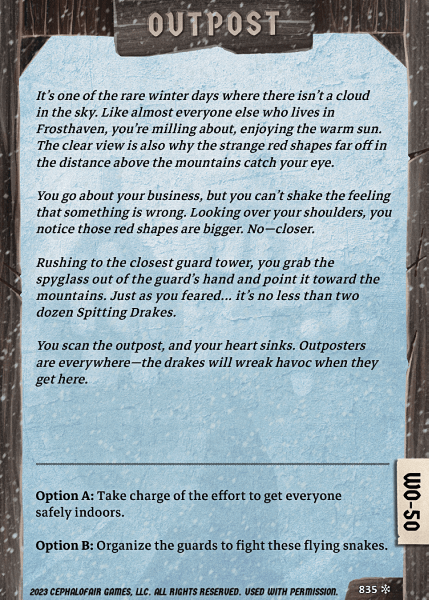 OUTPOST
It's one of the rare winter days where there isn't a cloud
in the sky. Like almost everyone else who lives in
Frosthaven, you're milling about, enjoying the warm sun.
The clear view is also why the strange red shapes far off in
the distance above the mountains catch your eye.
You go about your business, but you can't shake the feeling
that something is wrong. Looking over your shoulders, you
notice those red shapes are bigger. No—closer.
Rushing to the closest guard tower, you grab the
spyglass out of the guard's hand and point it toward the
mountains. Just as you feared... it's no less than two
dozen Spitting Drakes.
You scan the outpost, and your heart sinks. Outposters
are everywhere—the drakes will wreak havoc when they
get here.
Option A: Take charge of the effort to get everyone
safely indoors.
Option B: Organize the guards to fight these flying snakes.
WO-50
2023 CEPHALOFAIR GAMES, LLC. ALL RIGHTS RESERVED. USED WITH PERMISSION.
835